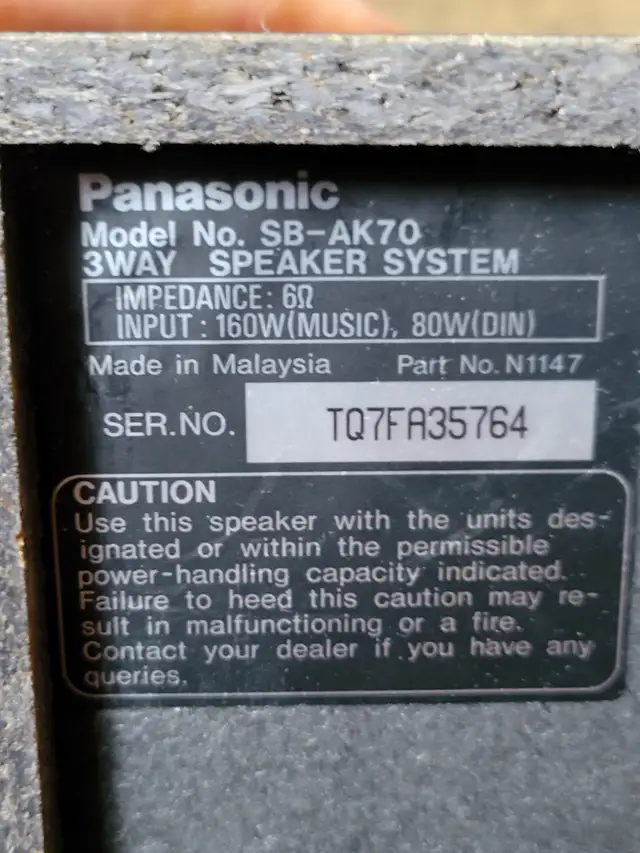 Panasonic
Model No. SB-AK70
3WAY SPEAKER SYSTEM
IMPEDANCE: 6Ω
INPUT : 160W(MUSIC), 80W(DIN)
Made in Malaysia Part No. N1147
SER.NO. TQ7FA35764
CAUTION
Use this speaker with the units des-
ignated or within the permissible
power-handling capacity indicated.
Failure to heed this caution may re-
sult in malfunctioning or a fire.
Contact your dealer if you have any
queries.